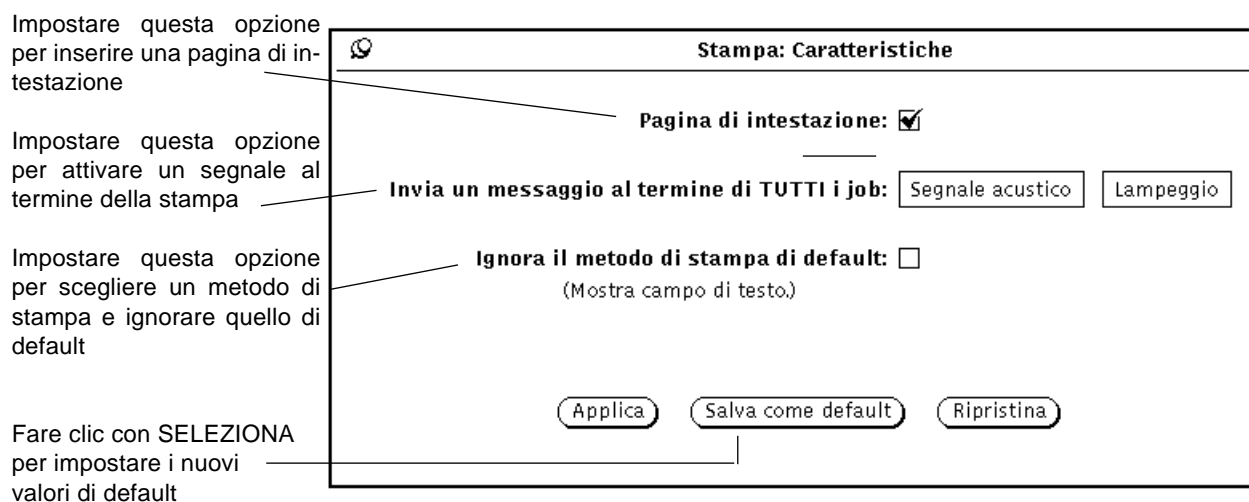 Impostare questa opzione
per inserire una pagina di in-
testazione
Impostare questa opzione
per attivare un segnale al
termine della stampa
Impostare questa opzione
per scegliere un metodo di
stampa e ignorare quello di
default
Fare clic con SELEZIONA
per impostare i nuovi
valori di default
Stampa: Caratteristiche
Pagina di intestazione:
Invia un messaggio al termine di TUTTI i job: Segnale acustico Lampeggio
Ignora il metodo di stampa di default:
(Mostra campo di testo.)
Applica Salva come default Ripristina